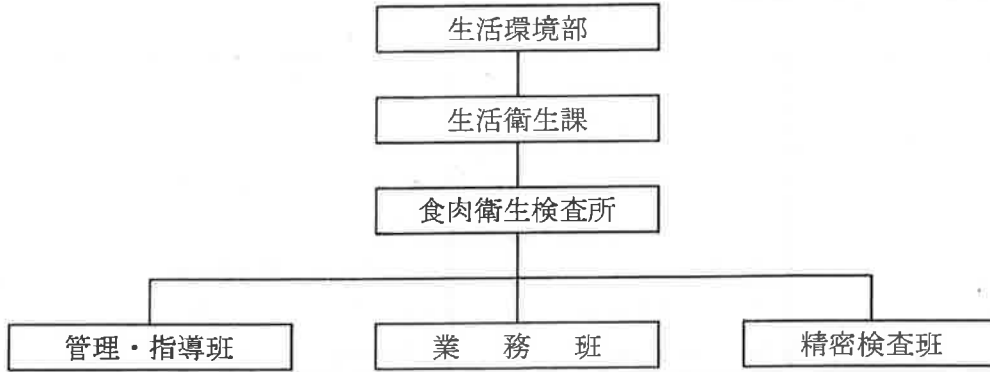 生活環境部
生活衛生課
食肉衛生検査所
管理・指導班
業　務　班
精密検査班